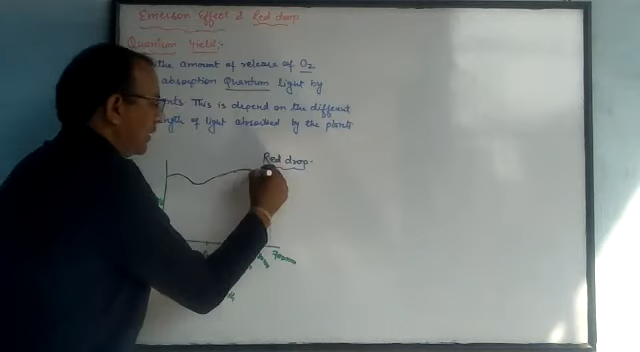 Emerson Effect & Red drop
Quantum Yield:-
the amount of release of O2
absorption Quantum light by
This is depend on the different
of light absorbed by the plants
Red drop.